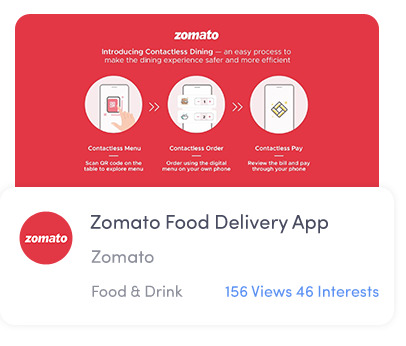 zomato
Introducing Contactless Dining — an easy process to
make the dining experience safer and more efficient
Contactless Menu
Scan QR code on the
table to explore menu
Contactless Order
Order using the digital
menu on your own phone
Contactless Pay
Review the bill and pay
through your phone
zomato
Zomato Food Delivery App
Zomato
Food & Drink
156 Views 46 Interests